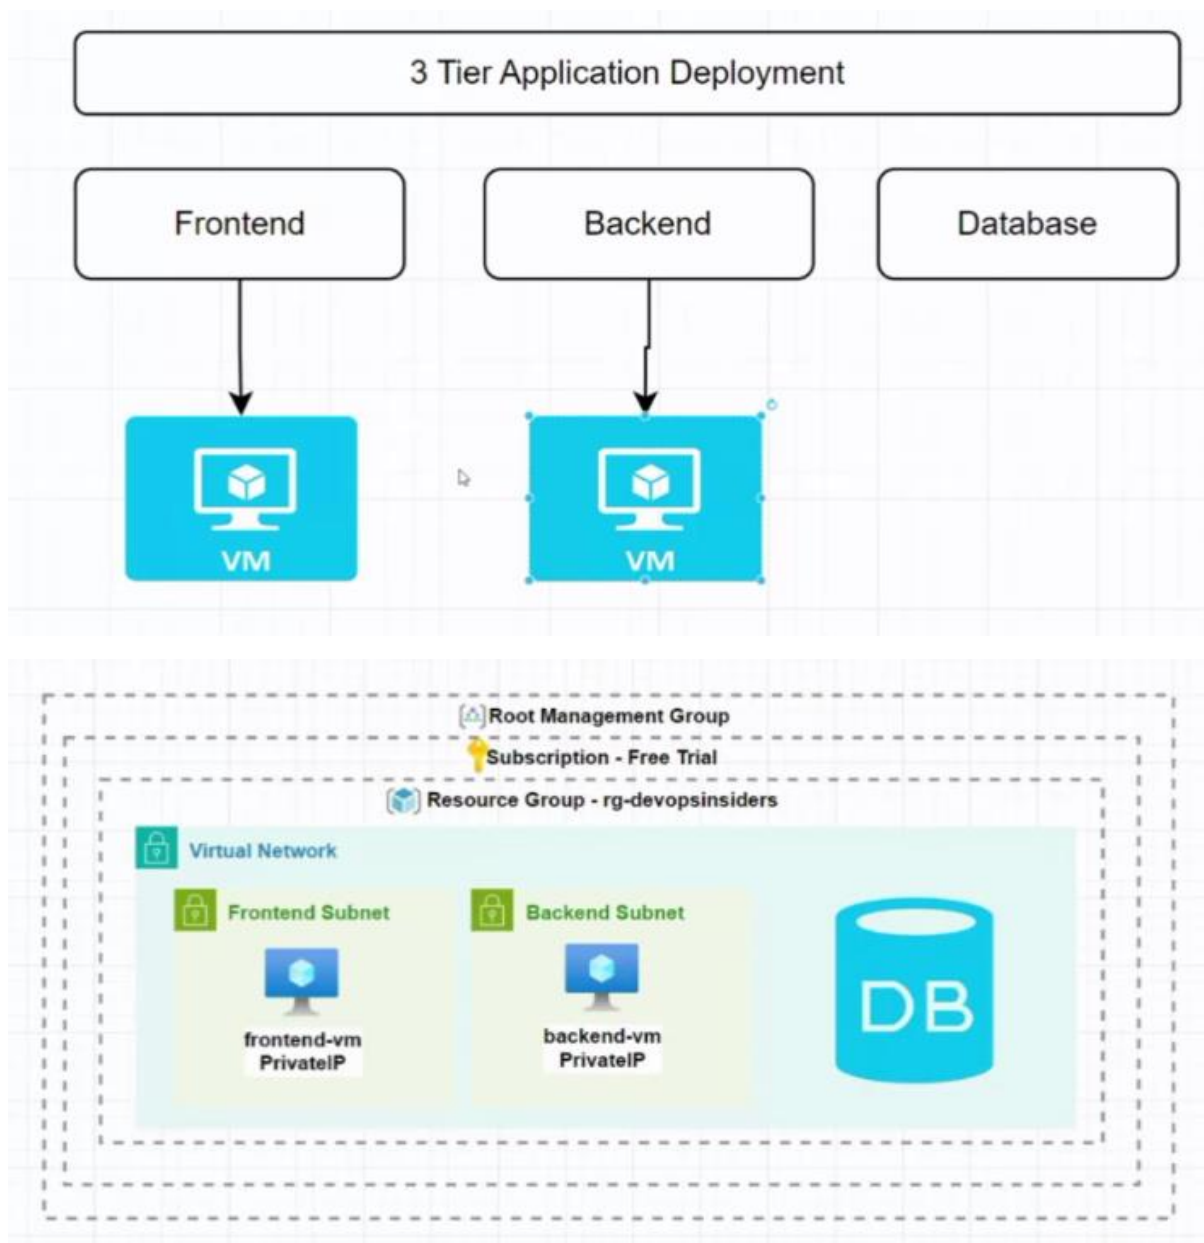 3 Tier Application Deployment
Frontend
Backend
Database
VM
VM
Root Management Group
Subscription - Free Trial
Resource Group - rg-devopsinsiders
Virtual Network
Frontend Subnet
Backend Subnet
frontend-vm
PrivateIP
backend-vm
PrivateIP
DB